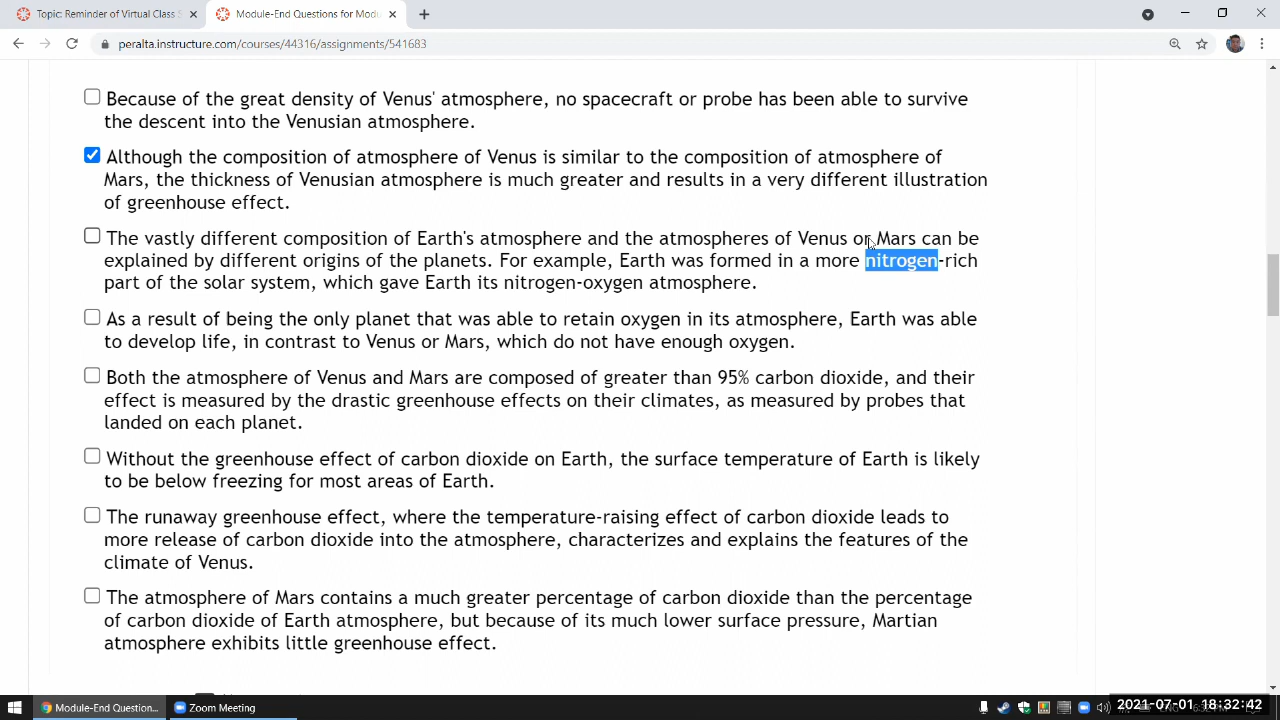 Topic: Reminder of Virtual Class S
Module-End Questions for Modu
peralta.instructure.com/courses/44316/assignments/541683
Because of the great density of Venus' atmosphere, no spacecraft or probe has been able to survive
the descent into the Venusian atmosphere.
Although the composition of atmosphere of Venus is similar to the composition of atmosphere of
Mars, the thickness of Venusian atmosphere is much greater and results in a very different illustration
of greenhouse effect.
The vastly different composition of Earth's atmosphere and the atmospheres of Venus or Mars can be
explained by different origins of the planets. For example, Earth was formed in a more nitrogen-rich
part of the solar system, which gave Earth its nitrogen-oxygen atmosphere.
As a result of being the only planet that was able to retain oxygen in its atmosphere, Earth was able
to develop life, in contrast to Venus or Mars, which do not have enough oxygen.
Both the atmosphere of Venus and Mars are composed of greater than 95% carbon dioxide, and their
effect is measured by the drastic greenhouse effects on their climates, as measured by probes that
landed on each planet.
Without the greenhouse effect of carbon dioxide on Earth, the surface temperature of Earth is likely
to be below freezing for most areas of Earth.
The runaway greenhouse effect, where the temperature-raising effect of carbon dioxide leads to
more release of carbon dioxide into the atmosphere, characterizes and explains the features of the
climate of Venus.
The atmosphere of Mars contains a much greater percentage of carbon dioxide than the percentage
of carbon dioxide of Earth atmosphere, but because of its much lower surface pressure, Martian
atmosphere exhibits little greenhouse effect.
Module-End Question...
Zoom Meeting
2021-07-01 18:32:42